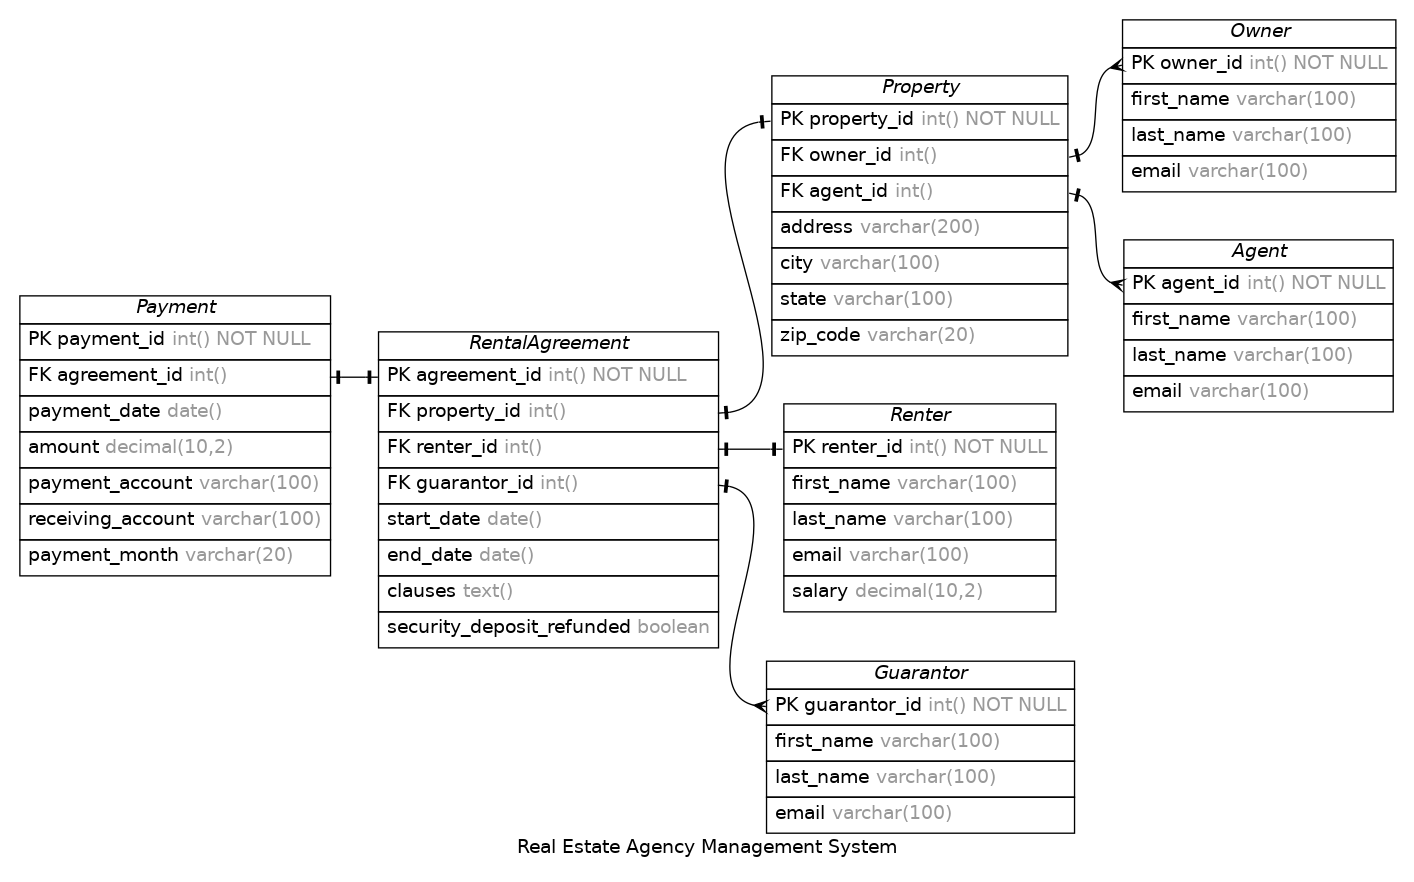 Owner
PK owner_id int() NOT NULL
first_name varchar(100)
last_name varchar(100)
email varchar(100)
Property
PK property_id int() NOT NULL
FK owner_id int()
FK agent_id int()
address varchar(200)
city varchar(100)
state varchar(100)
zip_code varchar(20)
Agent
PK agent_id int() NOT NULL
first_name varchar(100)
last_name varchar(100)
email varchar(100)
Payment
PK payment_id int() NOT NULL
FK agreement_id int()
payment_date date()
amount decimal(10,2)
payment_account varchar(100)
receiving_account varchar(100)
payment_month varchar(20)
RentalAgreement
PK agreement_id int() NOT NULL
FK property_id int()
FK renter_id int()
FK guarantor_id int()
start_date date()
end_date date()
clauses text()
security_deposit_refunded boolean
Renter
PK renter_id int() NOT NULL
first_name varchar(100)
last_name varchar(100)
email varchar(100)
salary decimal(10,2)
Guarantor
PK guarantor_id int() NOT NULL
first_name varchar(100)
last_name varchar(100)
email varchar(100)
Real Estate Agency Management System